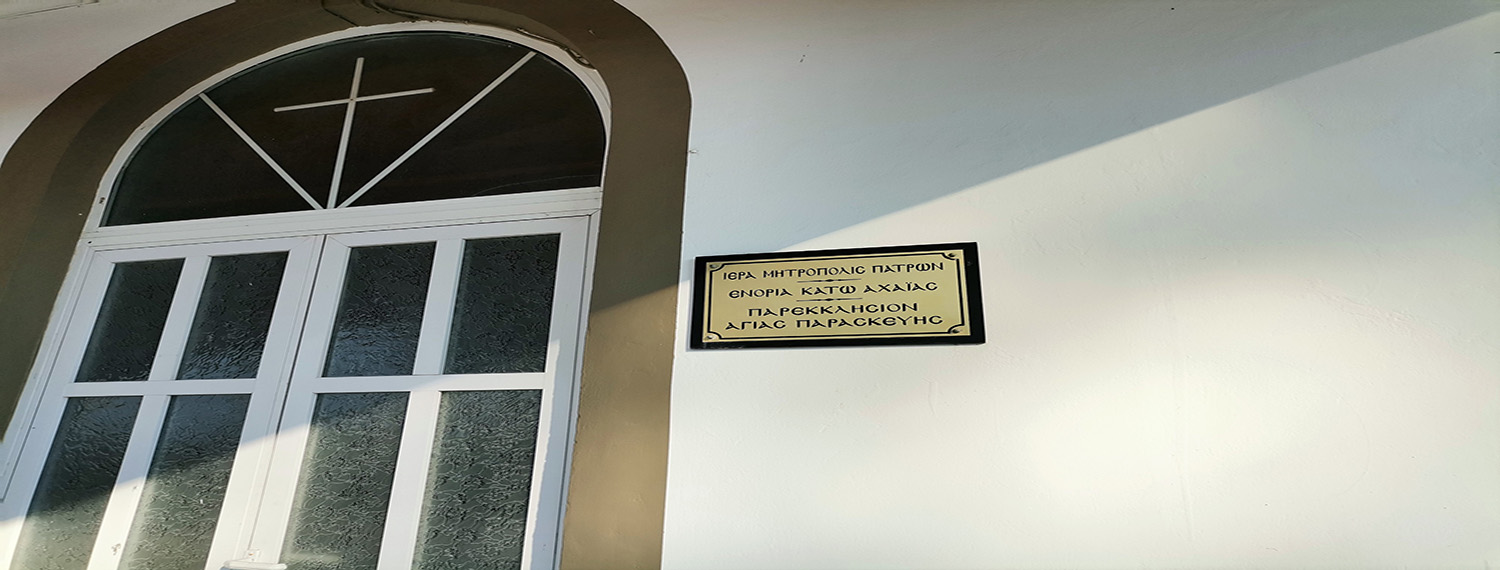 ΙΕΡΑ ΜΗΤΡΟΠΟΛΙΣ ΠΑΤΡΩΝ
ΕΝΟΡΙΑ ΚΑΤΩ ΑΧΑΪΑΣ
ΠΑΡΕΚΚΛΗΣΙΟΝ
ΑΓΙΑΣ ΠΑΡΑΣΚΕΥΗΣ